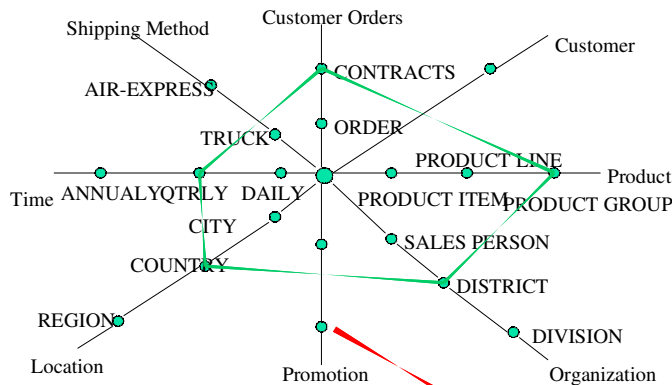 Customer Orders
Shipping Method
Customer
CONTRACTS
AIR-EXPRESS
ORDER
TRUCK
PRODUCT LINE
Time
ANNUALY
QTRLY
DAILY
PRODUCT ITEM
PRODUCT GROUP
Product
CITY
SALES PERSON
COUNTRY
DISTRICT
REGION
DIVISION
Location
Promotion
Organization